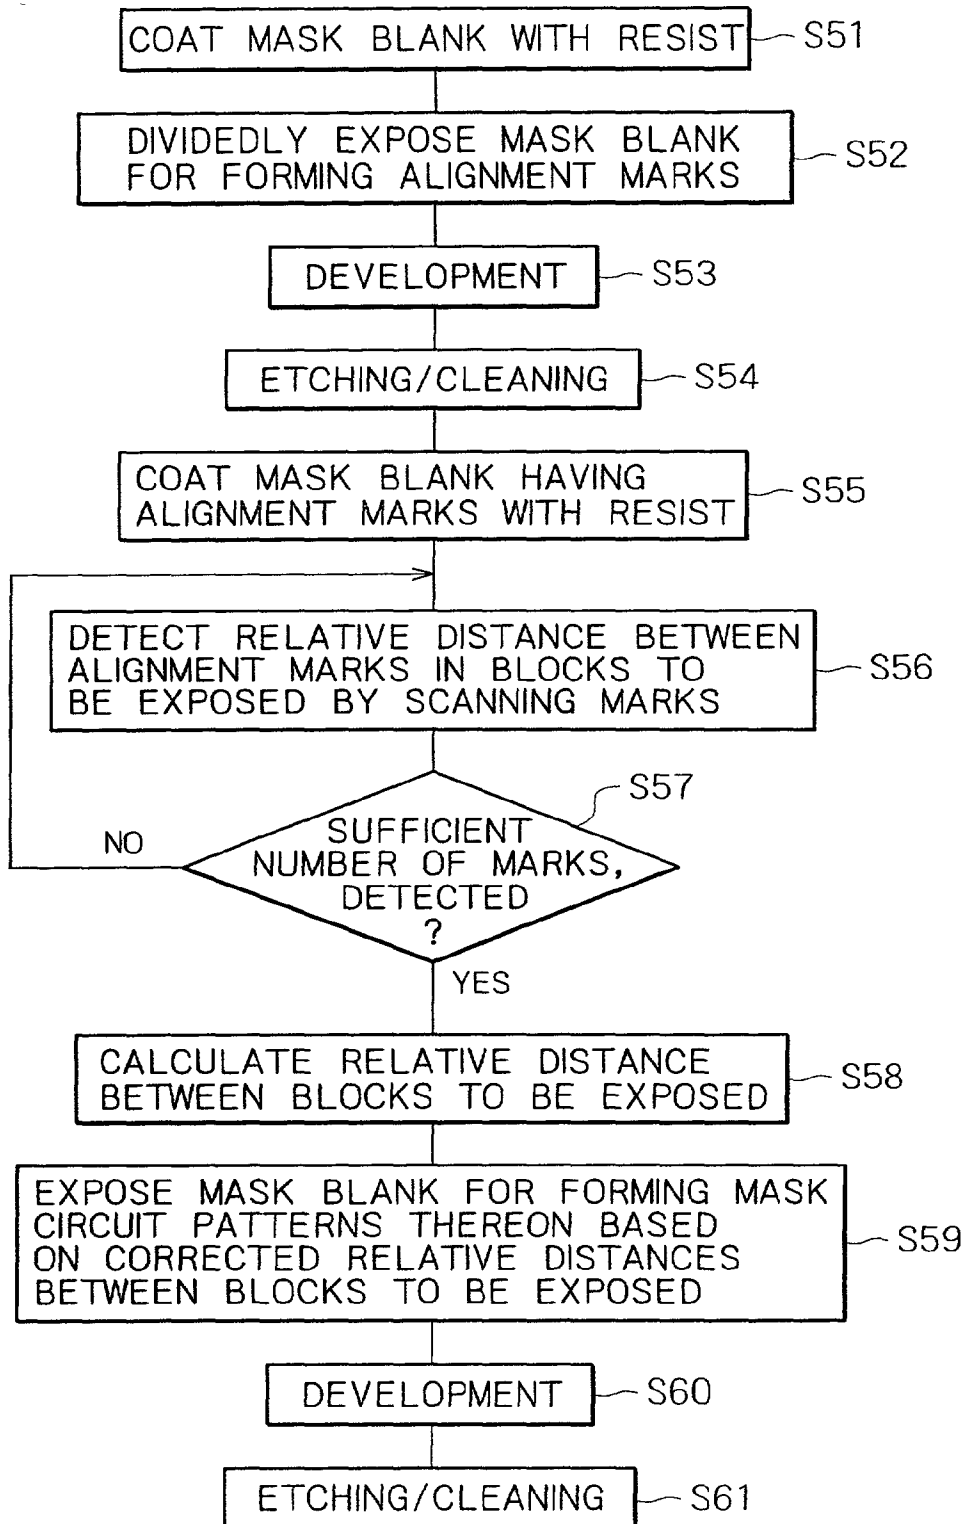 COAT MASK BLANK WITH RESIST S51
DIVIDEDLY EXPOSE MASK BLANK
FOR FORMING ALIGNMENT MARKS
S52
DEVELOPMENT S53
ETCHING/CLEANING S54
COAT MASK BLANK HAVING
ALIGNMENT MARKS WITH RESIST
S55
DETECT RELATIVE DISTANCE BETWEEN
ALIGNMENT MARKS IN BLOCKS TO
BE EXPOSED BY SCANNING MARKS
S56
S57
SUFFICIENT
NUMBER OF MARKS,
DETECTED
?
NO
YES
CALCULATE RELATIVE DISTANCE
BETWEEN BLOCKS TO BE EXPOSED
S58
EXPOSE MASK BLANK FOR FORMING MASK
CIRCUIT PATTERNS THEREON BASED
ON CORRECTED RELATIVE DISTANCES
BETWEEN BLOCKS TO BE EXPOSED
S59
DEVELOPMENT S60
ETCHING/CLEANING S61